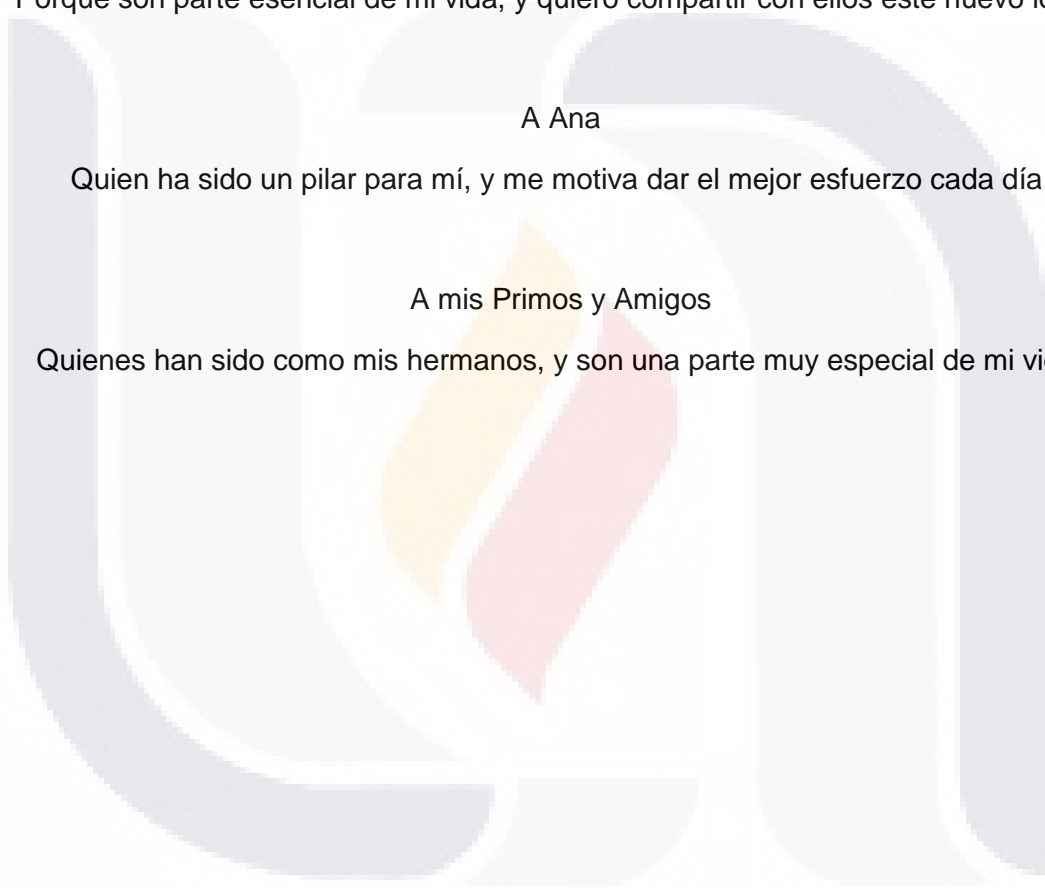 Porque son parte esencial de mi vida, y quiero compartir con ellos este nuevo
A Ana
Quien ha sido un pilar para mí, y me motiva dar el mejor esfuerzo cada día
A mis Primos y Amigos
Quienes han sido como mis hermanos, y son una parte muy especial de mi